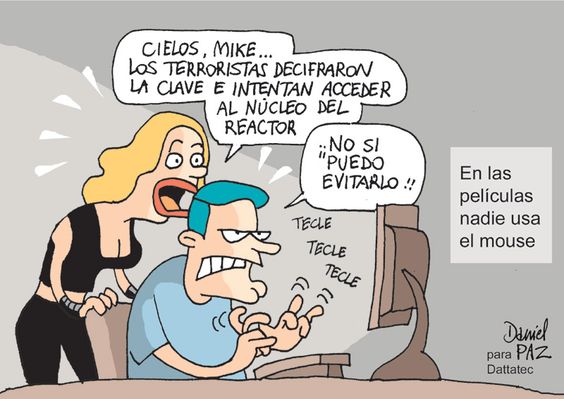 CIELOS, MIKE...
LOS TERRORISTAS DECIFRARON
LA CLAVE E INTENTAN ACCEDER
AL NÚCLEO DEL
REACTOR
¡¡NO SI
PUEDO
EVITARLO!!
TECLE
TECLE
TECLE
En las
películas
nadie usa
el mouse
Daniel
PAZ
para
Dattatec